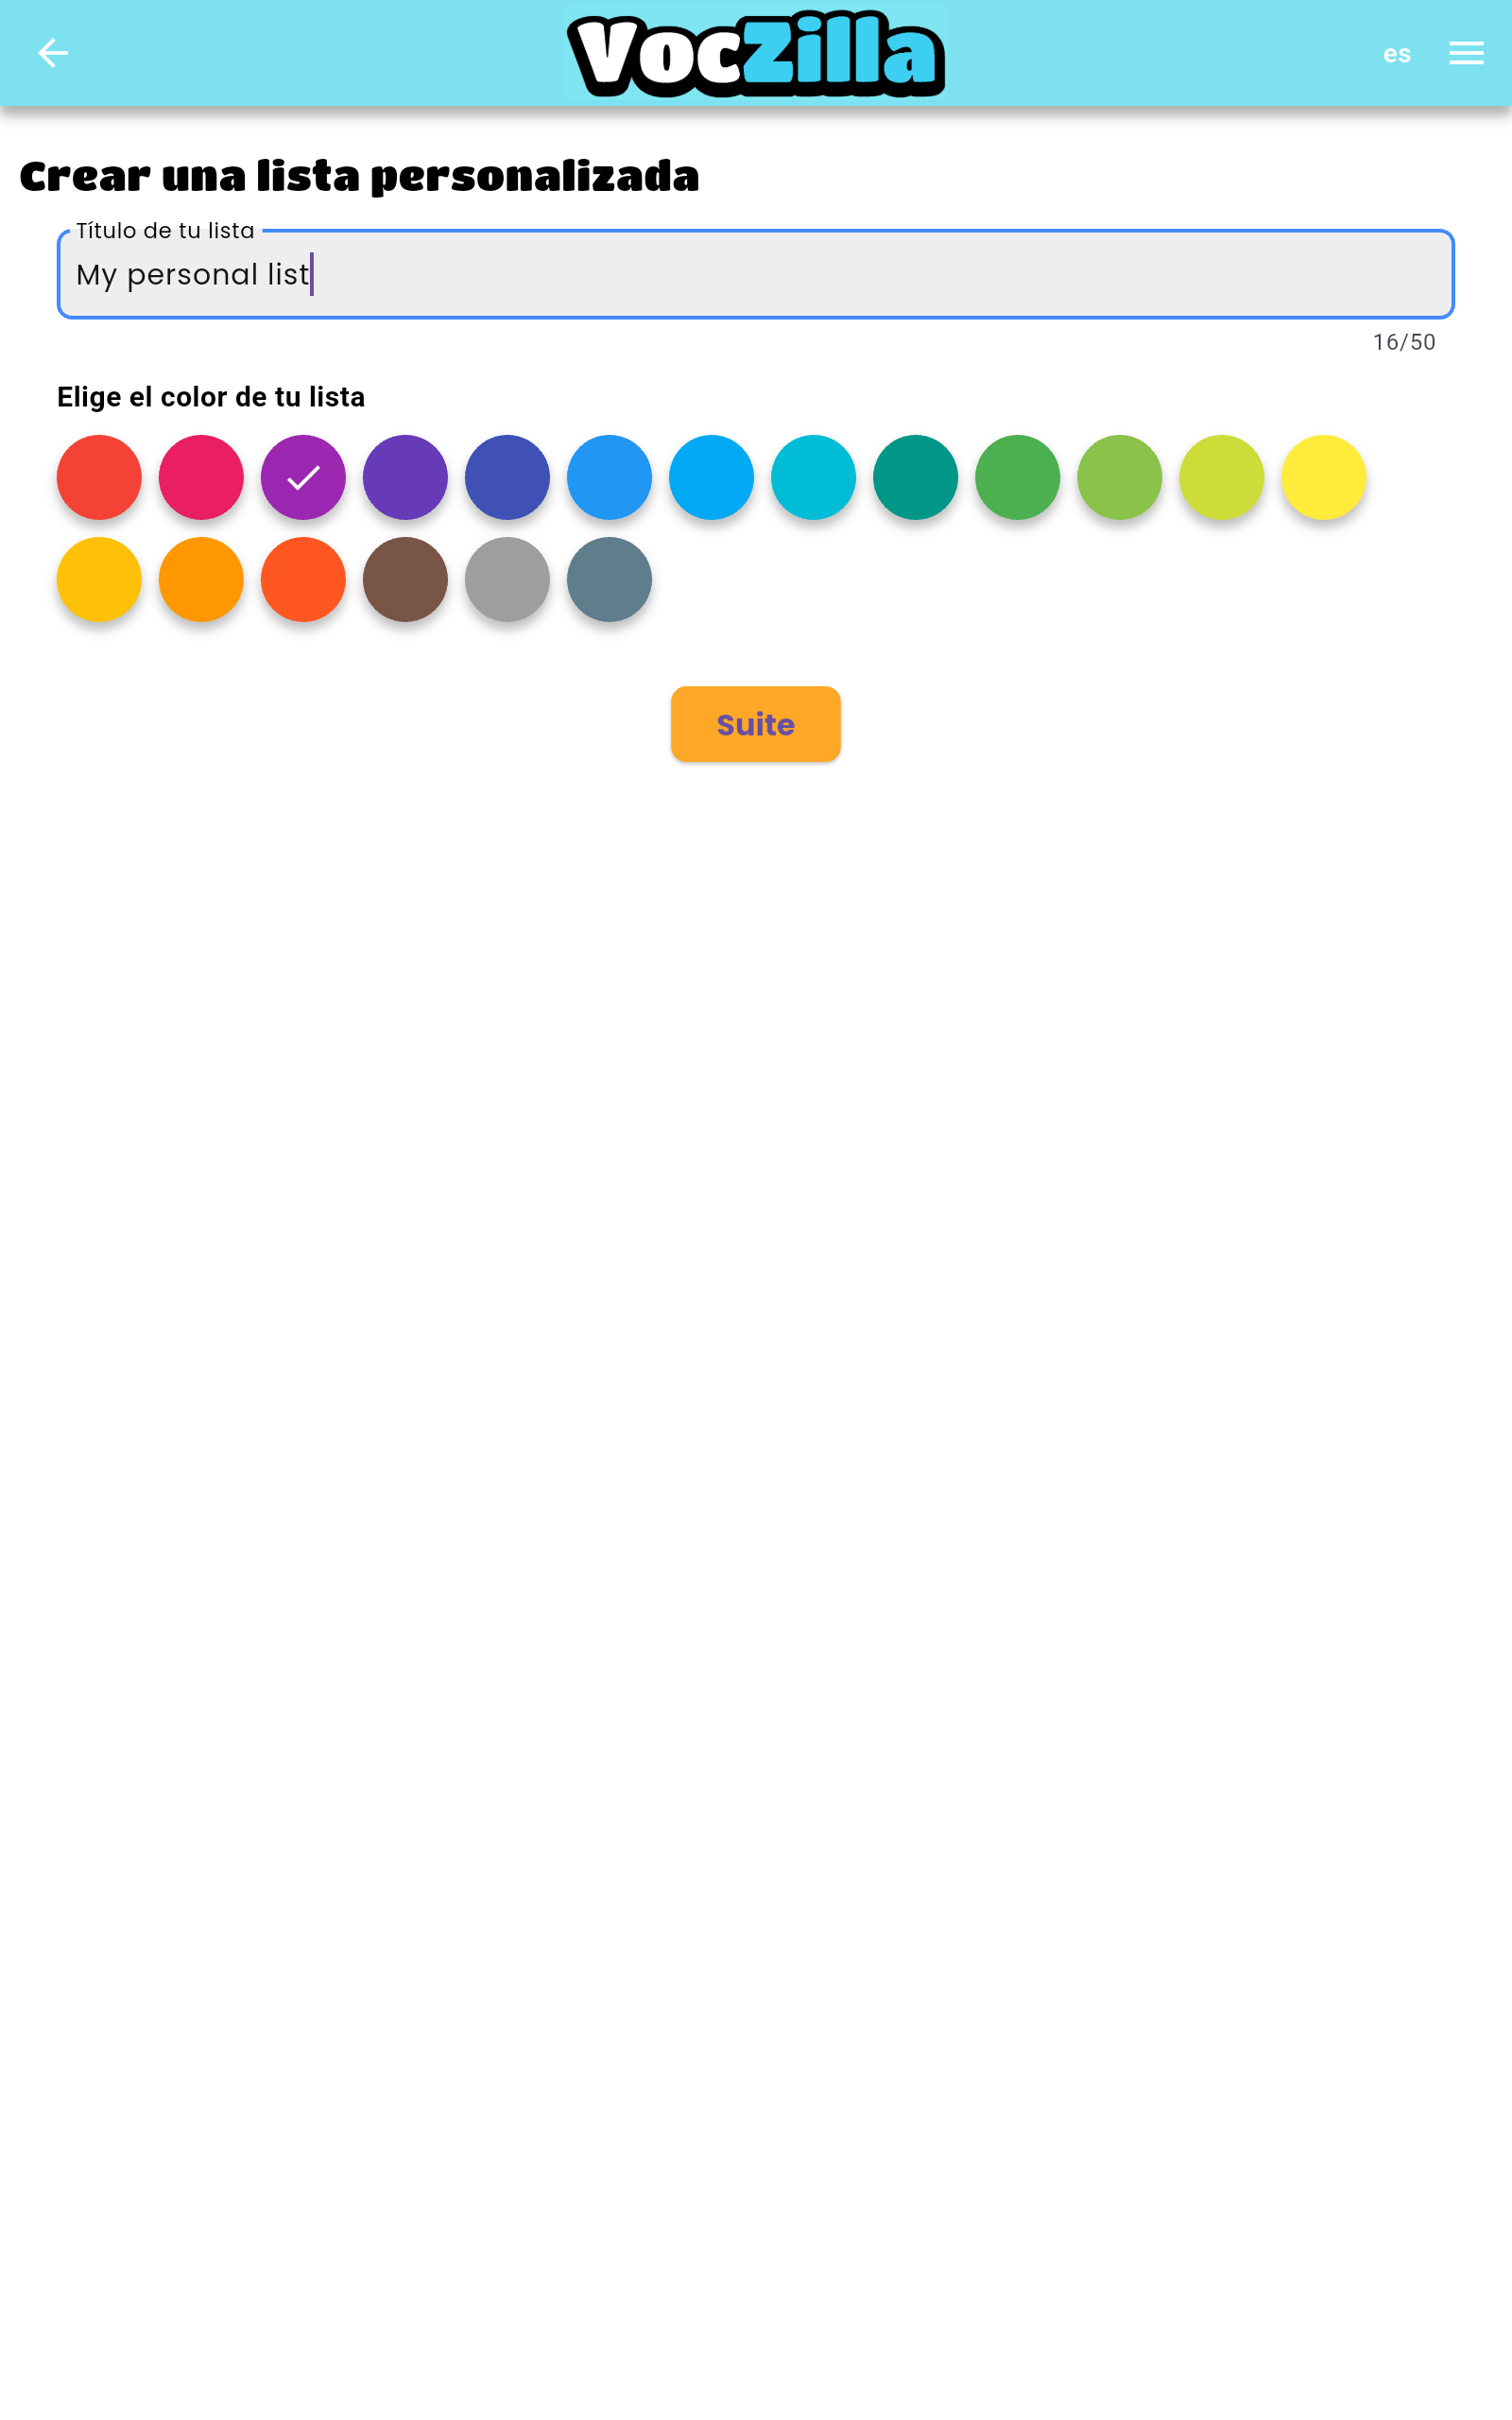 VocZilla
es
Crear una lista personalizada
Título de tu lista
My personal list
16/50
Elige el color de tu lista
Suite